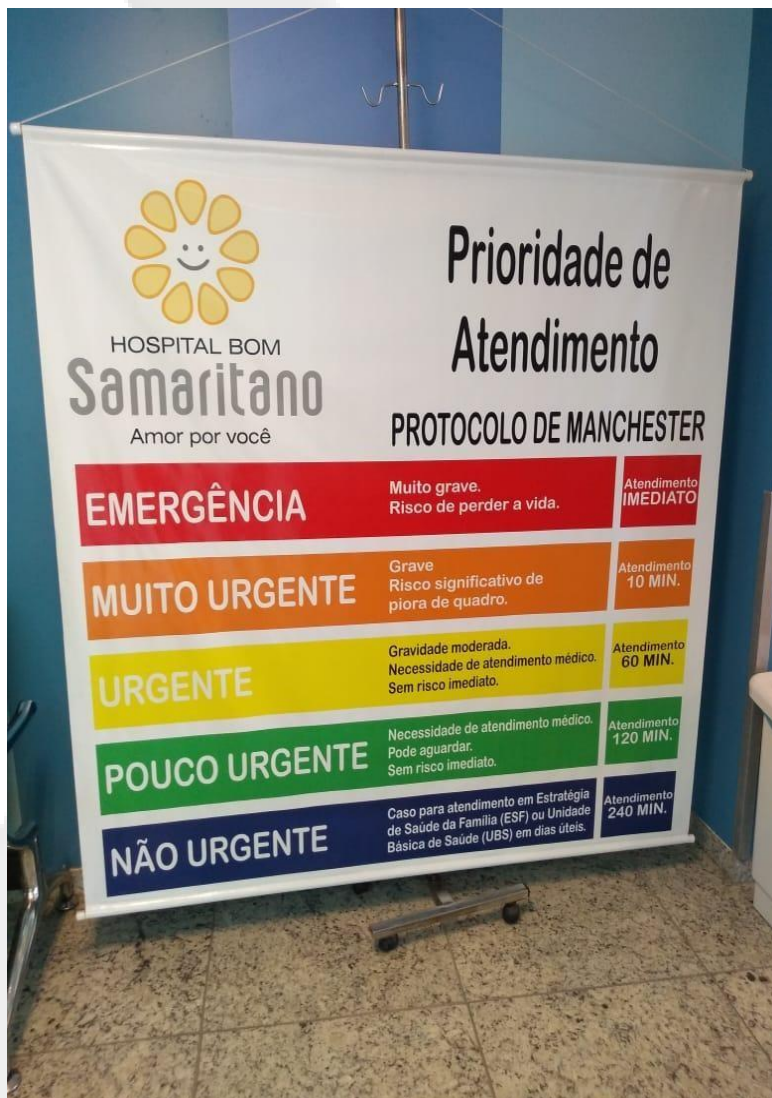 HOSPITAL BOM
Samaritano
Amor por você
Prioridade de
Atendimento
PROTOCOLO DE MANCHESTER
EMERGÊNCIA
Muito grave.
Risco de perder a vida.
Atendimento
IMEDIATO
MUITO URGENTE
Grave
Risco significativo de
piora de quadro.
Atendimento
10 MIN.
URGENTE
Gravidade moderada.
Necessidade de atendimento médico.
Sem risco imediato.
Atendimento
60 MIN.
POUCO URGENTE
Necessidade de atendimento médico.
Pode aguardar.
Sem risco imediato.
Atendimento
120 MIN.
NÃO URGENTE
Caso para atendimento em Estratégia
de Saúde da Família (ESF) ou Unidade
Básica de Saúde (UBS) em dias úteis.
Atendimento
240 MIN.